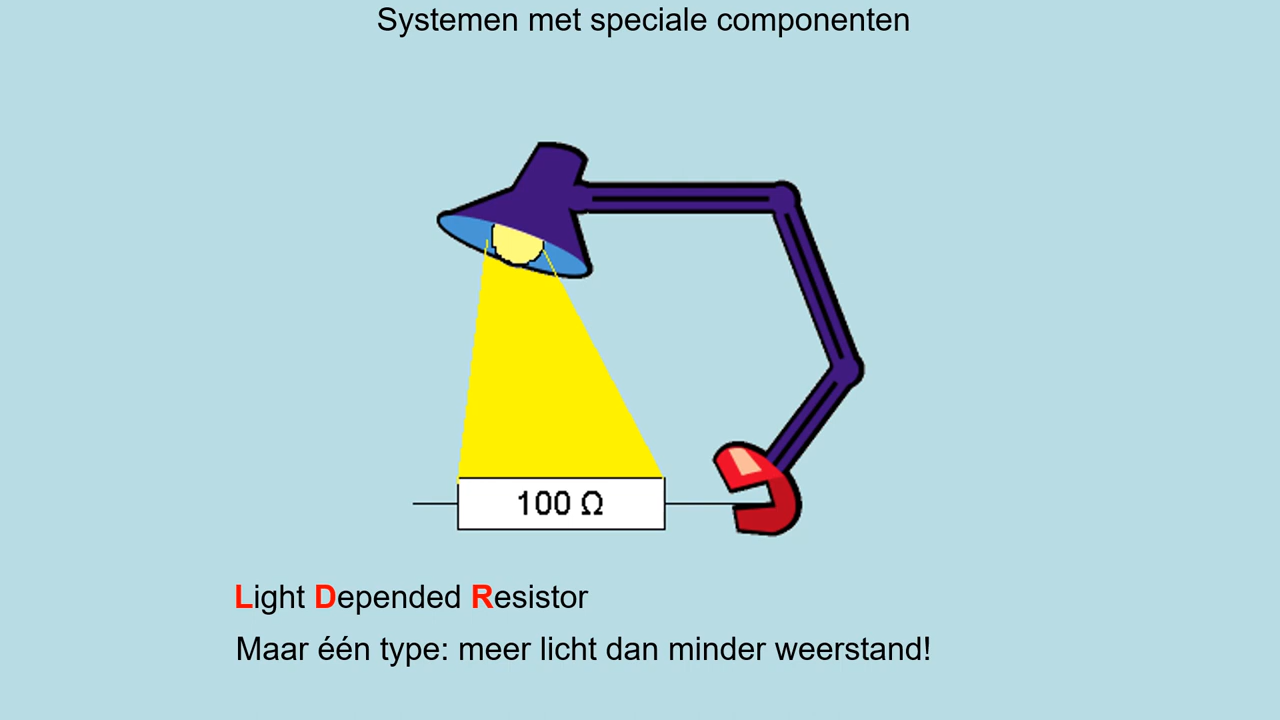 Systemen met speciale componenten
100 Ω
Light Depended Resistor
Maar één type: meer licht dan minder weerstand!